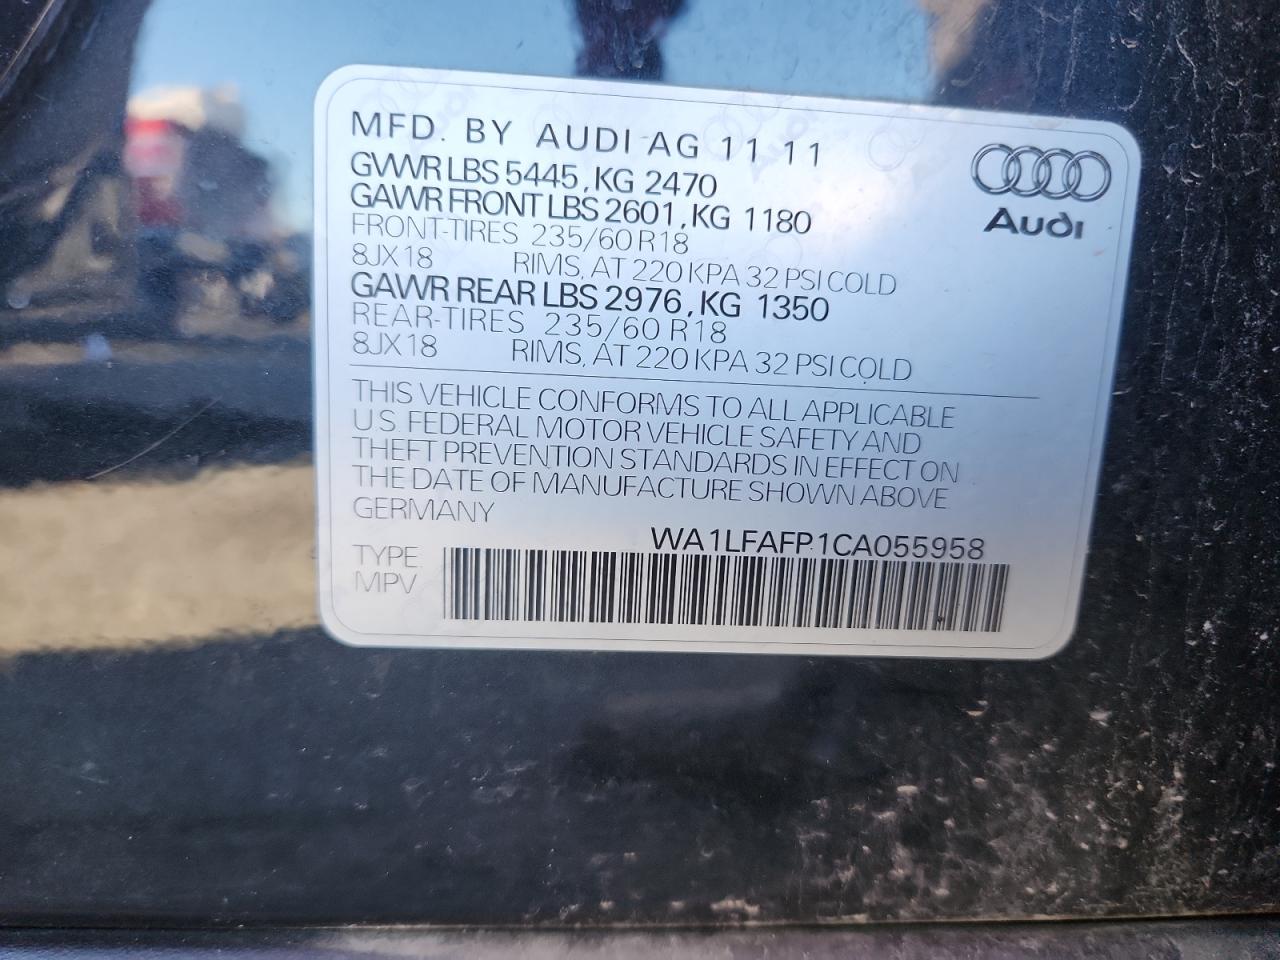 MFD. BY AUDI AG 11 11
GVWR LBS 5445, KG 2470
GAWR FRONT LBS 2601, KG 1180
FRONT-TIRES 235/60 R18
8JX18 RIMS, AT 220 KPA 32 PSI COLD
GAWR REAR LBS 2976, KG 1350
REAR-TIRES 235/60 R18
8JX18 RIMS, AT 220 KPA 32 PSI COLD
Audi
THIS VEHICLE CONFORMS TO ALL APPLICABLE
U.S. FEDERAL MOTOR VEHICLE SAFETY AND
THEFT PREVENTION STANDARDS IN EFFECT ON
THE DATE OF MANUFACTURE SHOWN ABOVE
GERMANY
WA1LFAFP1CA055958
TYPE
MPV